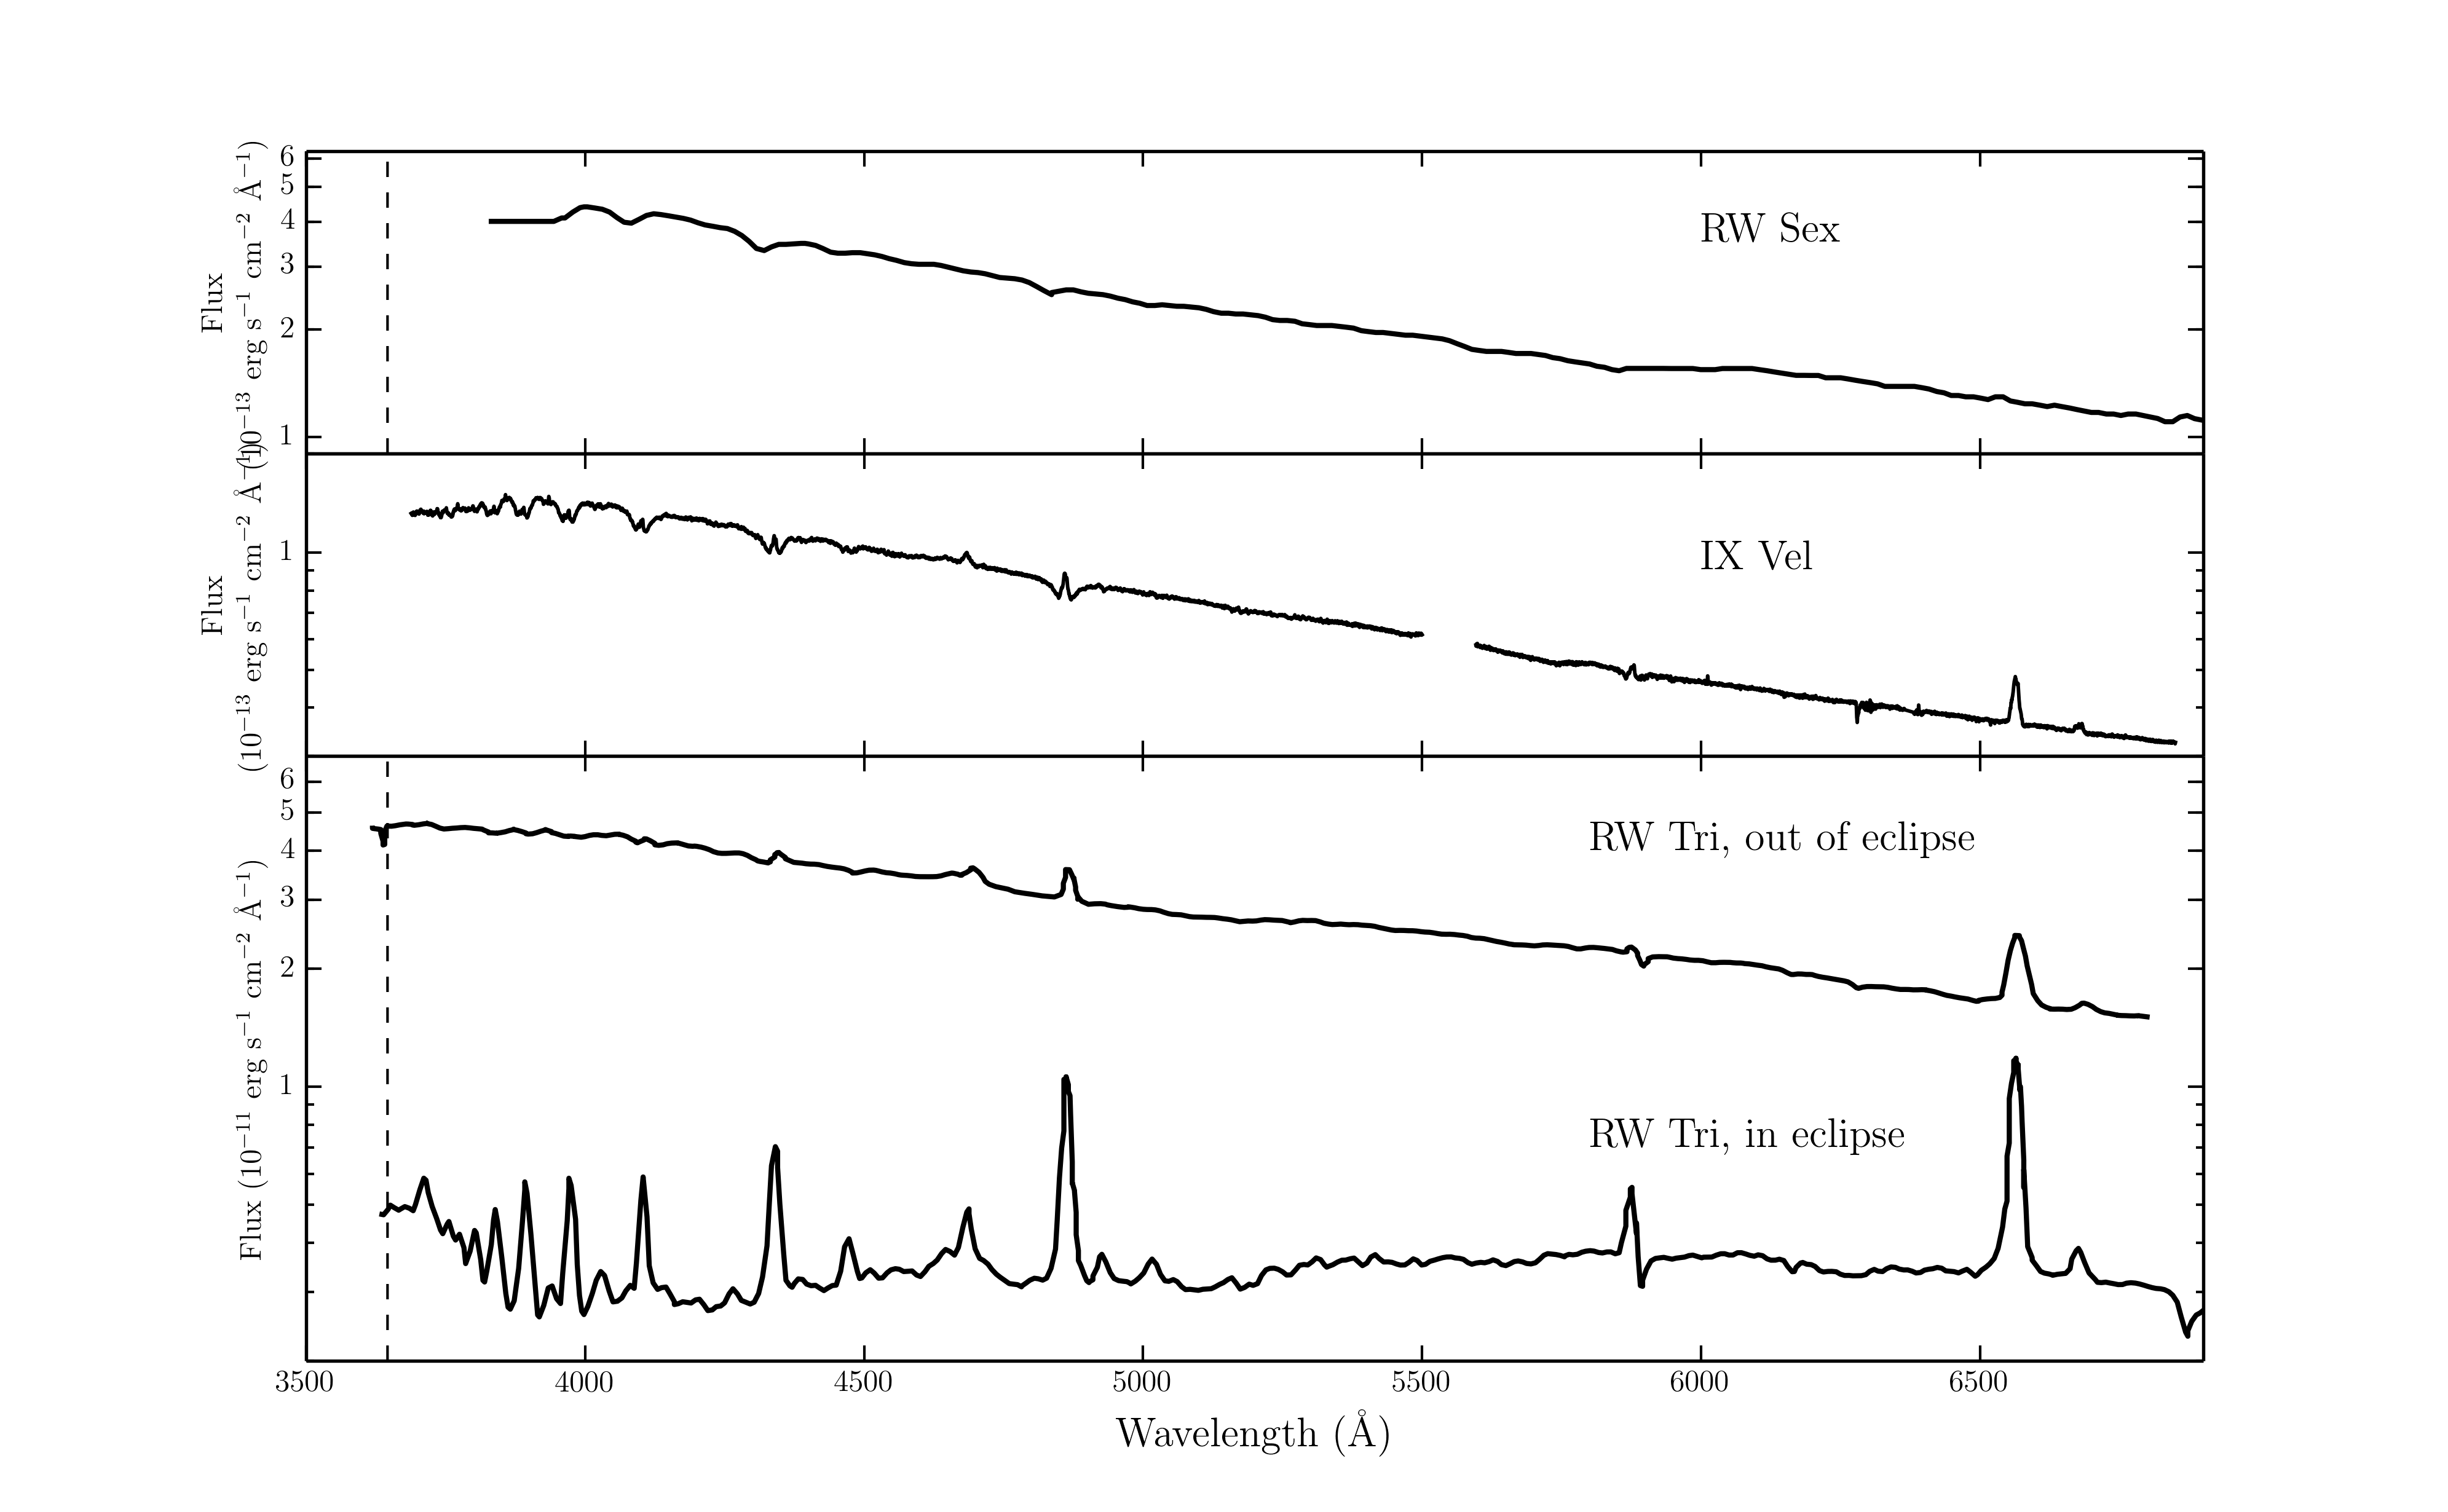 6
5
4
3
2
1
Flux
(10⁻¹³ erg s⁻¹ cm⁻² Å⁻¹)
RW Sex
1
Flux
(10⁻¹³ erg s⁻¹ cm⁻² Å⁻¹)
IX Vel
6
5
4
3
2
1
Flux (10⁻¹¹ erg s⁻¹ cm⁻² Å⁻¹)
RW Tri, out of eclipse
RW Tri, in eclipse
3500 4000 4500 5000 5500 6000 6500
Wavelength (Å)